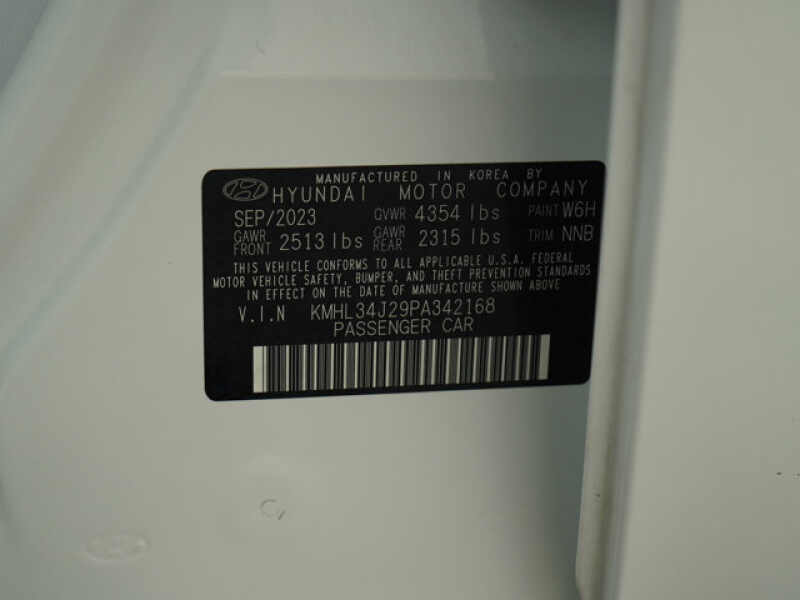 MANUFACTURED IN KOREA BY
HYUNDAI MOTOR COMPANY
SEP/2023 GVWR 4354 lbs PAINT W6H
GAWR FRONT 2513 lbs GAWR REAR 2315 lbs TRIM NNB
THIS VEHICLE CONFORMS TO ALL APPLICABLE U.S.A. FEDERAL
MOTOR VEHICLE SAFETY, BUMPER, AND THEFT PREVENTION STANDARDS
IN EFFECT ON THE DATE OF MANUFACTURE SHOWN ABOVE
V.I.N KMHL34J29PA342168
PASSENGER CAR